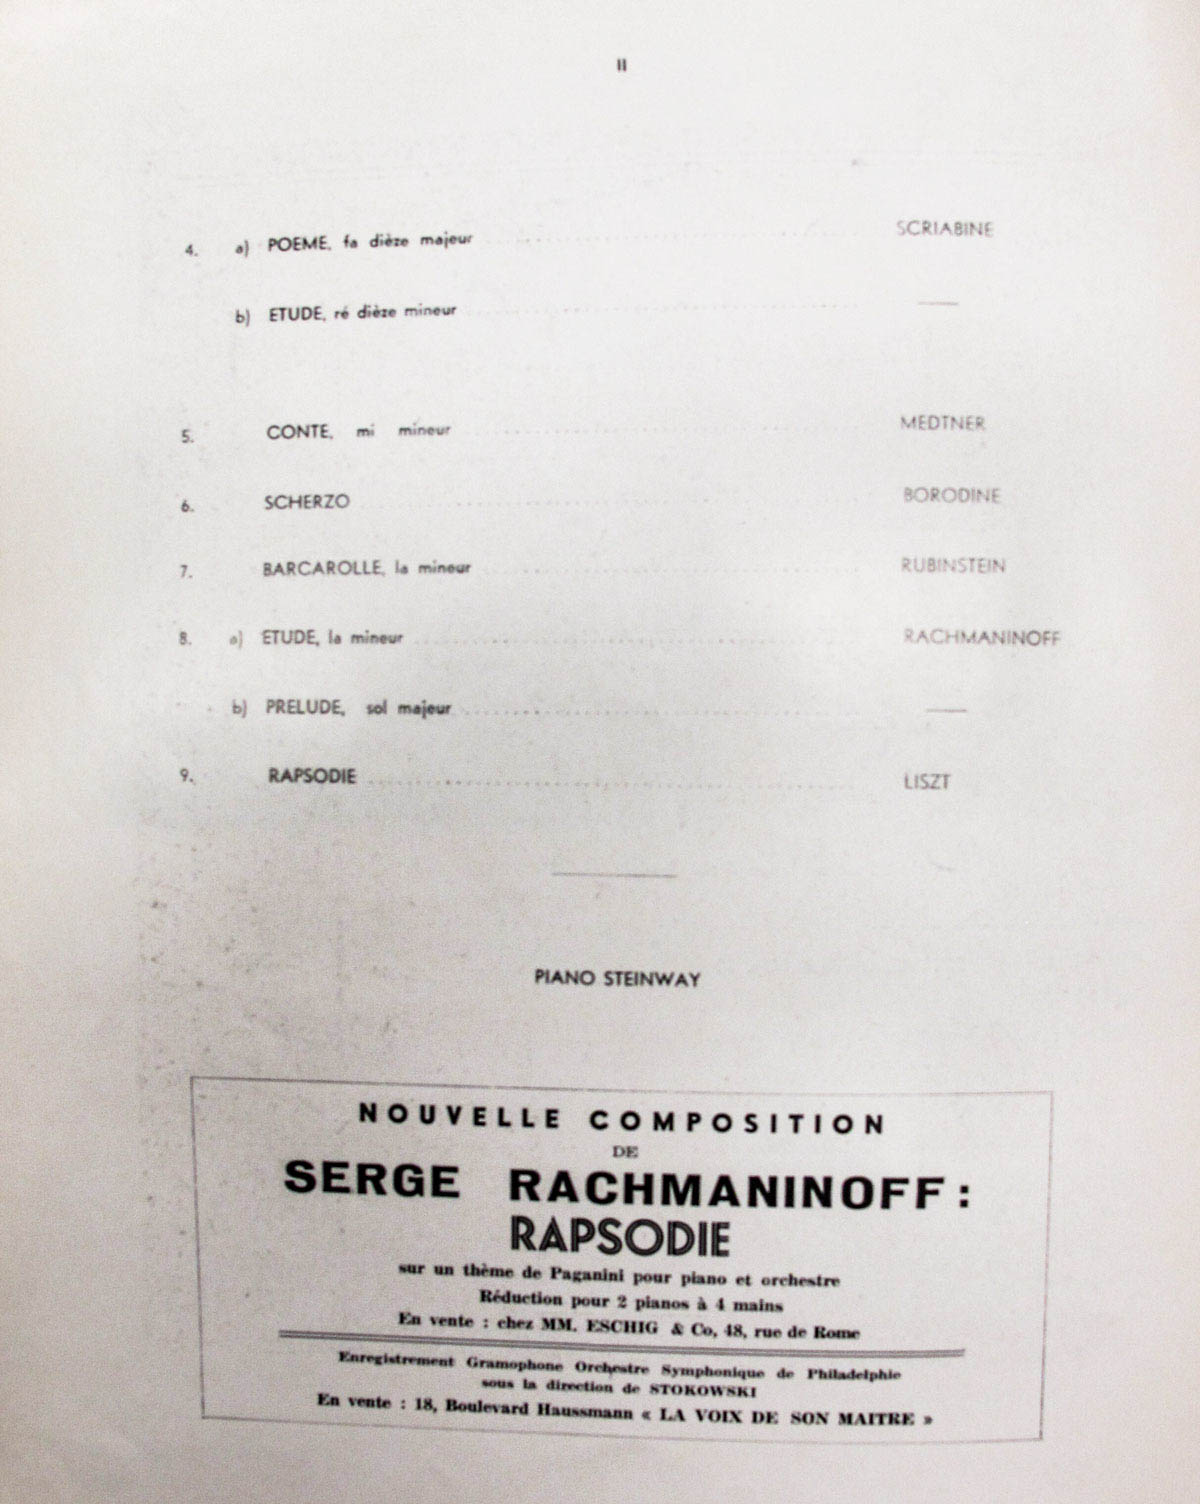 II
4. a) POEME, fa dièze majeur SCRIABINE
b) ETUDE, ré dièze mineur —
5. CONTE, mi mineur MEDTNER
6. SCHERZO BORODINE
7. BARCAROLLE, la mineur RUBINSTEIN
8. a) ETUDE, la mineur RACHMANINOFF
b) PRELUDE, sol majeur —
9. RAPSODIE LISZT
PIANO STEINWAY
NOUVELLE COMPOSITION
DE
SERGE RACHMANINOFF :
RAPSODIE
sur un thème de Paganini pour piano et orchestre
Réduction pour 2 pianos à 4 mains
En vente : chez MM. ESCHIG & Co, 48, rue de Rome
Enregistrement Gramophone Orchestre Symphonique de Philadelphie
sous la direction de STOKOWSKI
En vente : 18, Boulevard Haussmann « LA VOIX DE SON MAITRE »